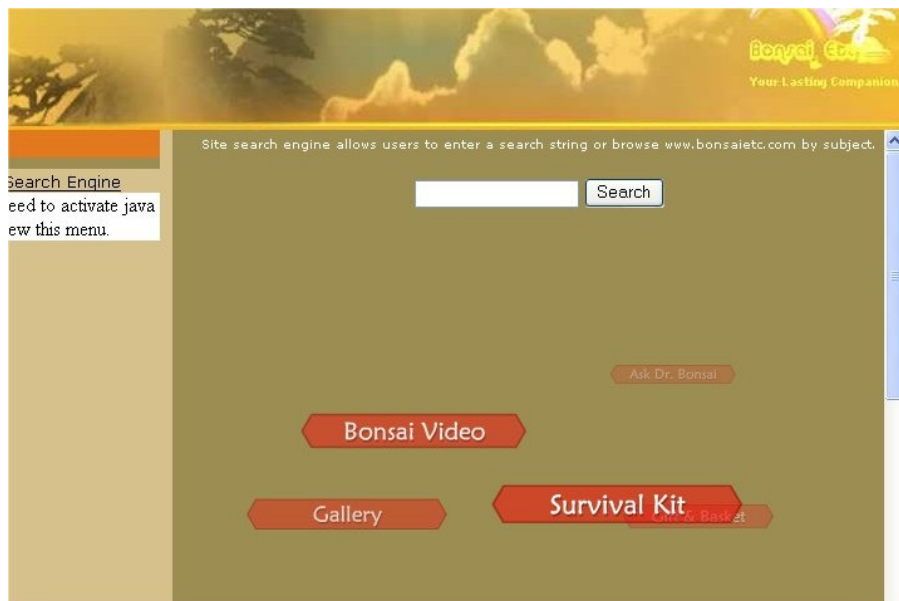 Bonsai, Etc.
Your Lasting Companion
Site search engine allows users to enter a search string or browse www.bonsaietc.com by subject.
Search Engine
eed to activate java
ew this menu.
Search
Ask Dr. Bonsai
Bonsai Video
Survival Kit
Gallery
& Basket